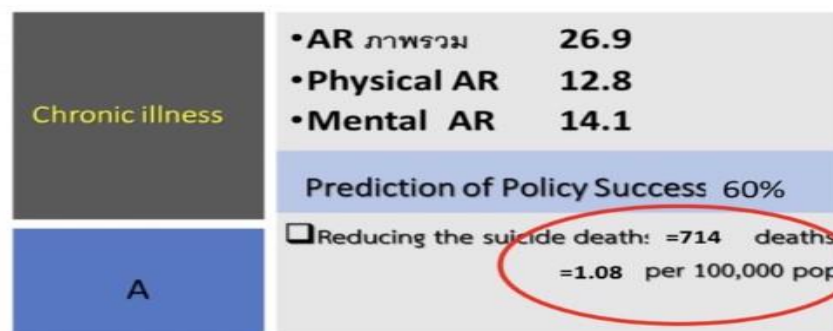 Chronic illness
•AR ภาพรวม 26.9
•Physical AR 12.8
•Mental AR 14.1
Prediction of Policy Success 60%
❑Reducing the suicide death: =714 deaths
=1.08 per 100,000 pop
A